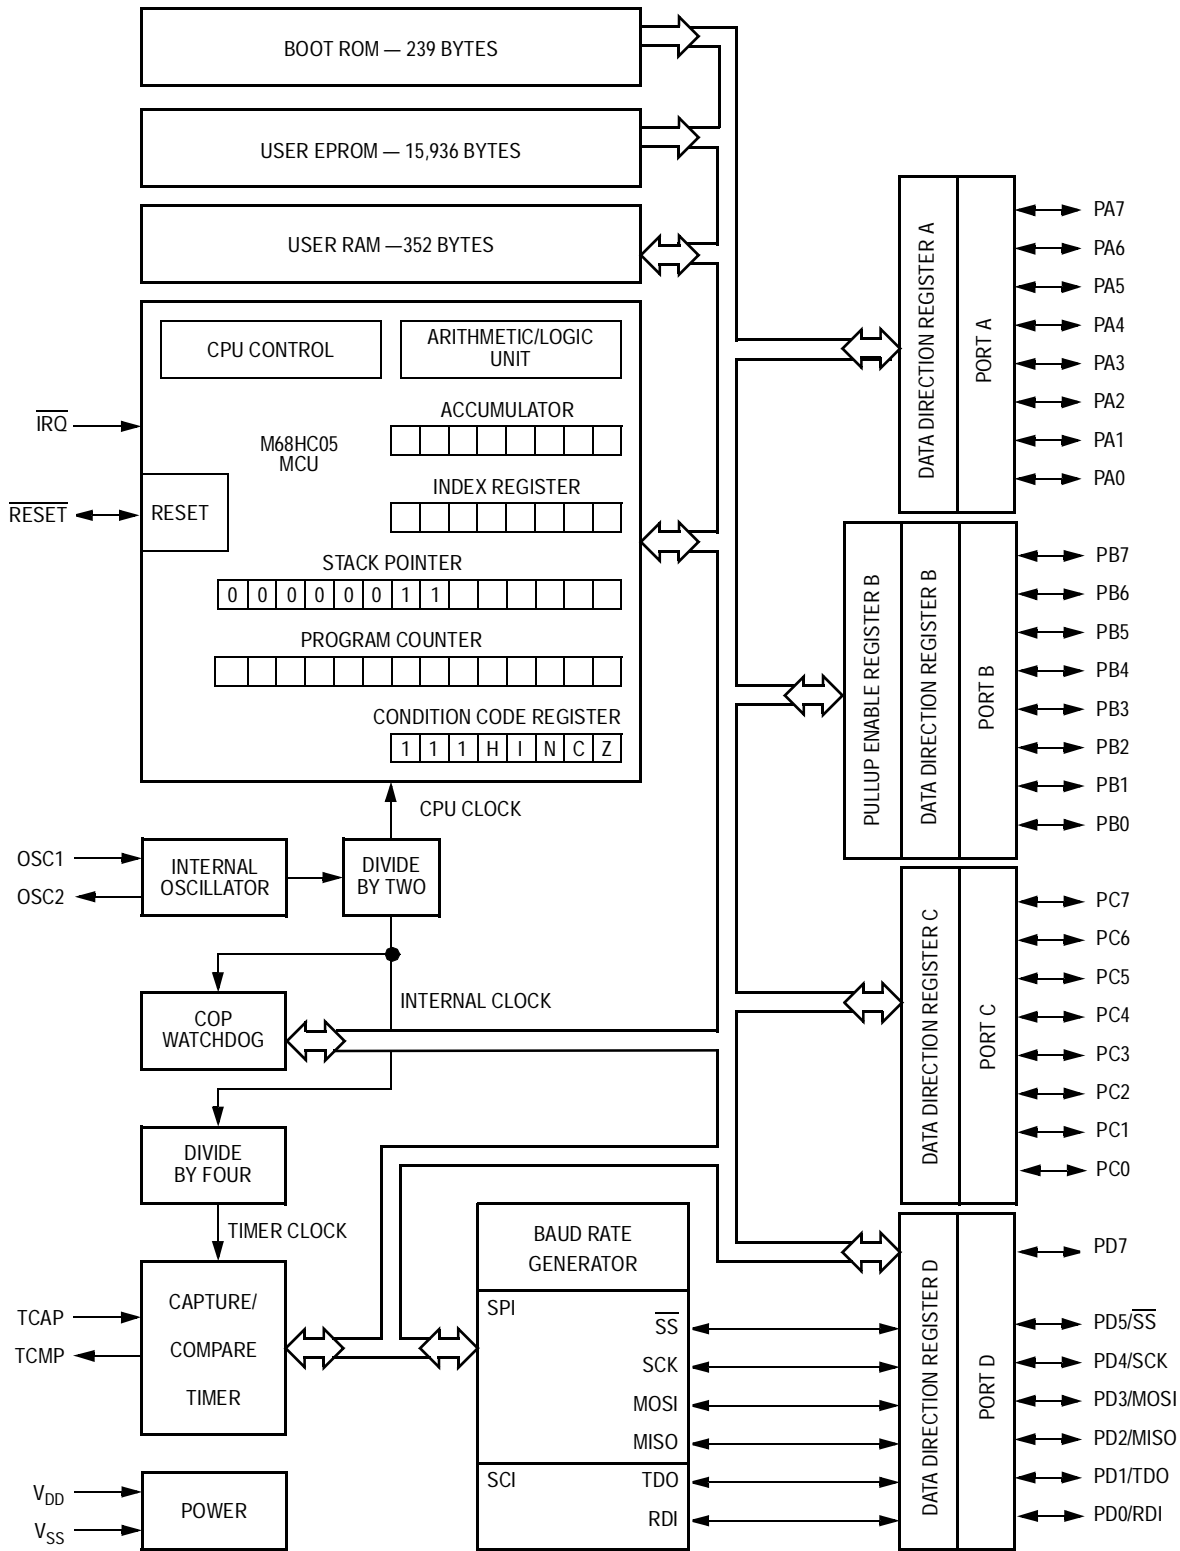 BOOT ROM — 239 BYTES
USER EPROM — 15,936 BYTES
USER RAM —352 BYTES
CPU CONTROL
ARITHMETIC/LOGIC
UNIT
ACCUMULATOR
M68HC05
MCU
INDEX REGISTER
IRQ
RESET
RESET
STACK POINTER
0 0 0 0 0 0 1 1
PROGRAM COUNTER
CONDITION CODE REGISTER
1 1 1 H I N C Z
CPU CLOCK
OSC1
OSC2
INTERNAL
OSCILLATOR
DIVIDE
BY TWO
INTERNAL CLOCK
COP
WATCHDOG
DIVIDE
BY FOUR
TIMER CLOCK
TCAP
TCMP
CAPTURE/
COMPARE
TIMER
VDD
VSS
POWER
BAUD RATE
GENERATOR
SPI
SS
SCK
MOSI
MISO
SCI
TDO
RDI
DATA DIRECTION REGISTER A
PORT A
PA7
PA6
PA5
PA4
PA3
PA2
PA1
PA0
PULLUP ENABLE REGISTER B
DATA DIRECTION REGISTER B
PORT B
PB7
PB6
PB5
PB4
PB3
PB2
PB1
PB0
DATA DIRECTION REGISTER C
PORT C
PC7
PC6
PC5
PC4
PC3
PC2
PC1
PC0
DATA DIRECTION REGISTER D
PORT D
PD7
PD5/SS
PD4/SCK
PD3/MOSI
PD2/MISO
PD1/TDO
PD0/RDI